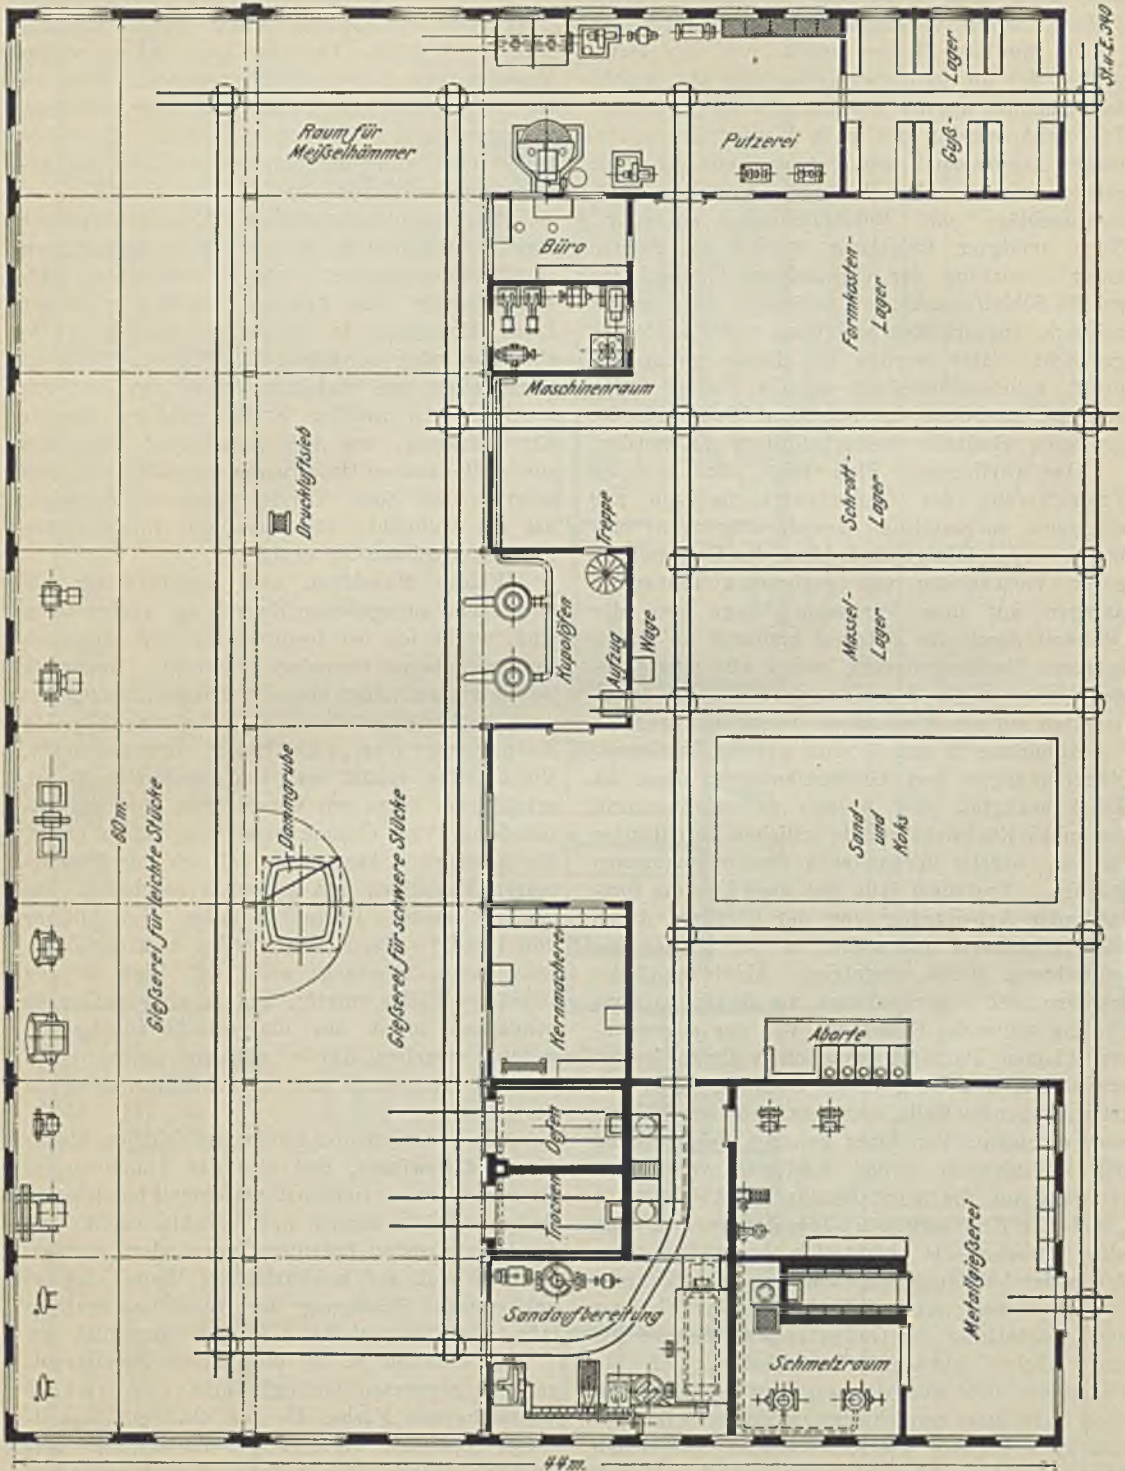 St.u.E.340
Guß-Lager
Raum für
Meißelhämmer
Putzerei
Büro
Formkasten-
Lager
Maschinenraum
Druckluftsieb
Treppe
Schrott-
Lager
Kupolöfen
Aufzug
Wage
Massel-
Lager
60 m.
Gießerei für leichte Stücke
Dammgrube
Gießerei für schwere Stücke
Sand-
und
Koks
Kernmacherei
Aborte
Trocken
Oefen
Sandaufbereitung
Schmelzraum
Metallgießerei
44 m.